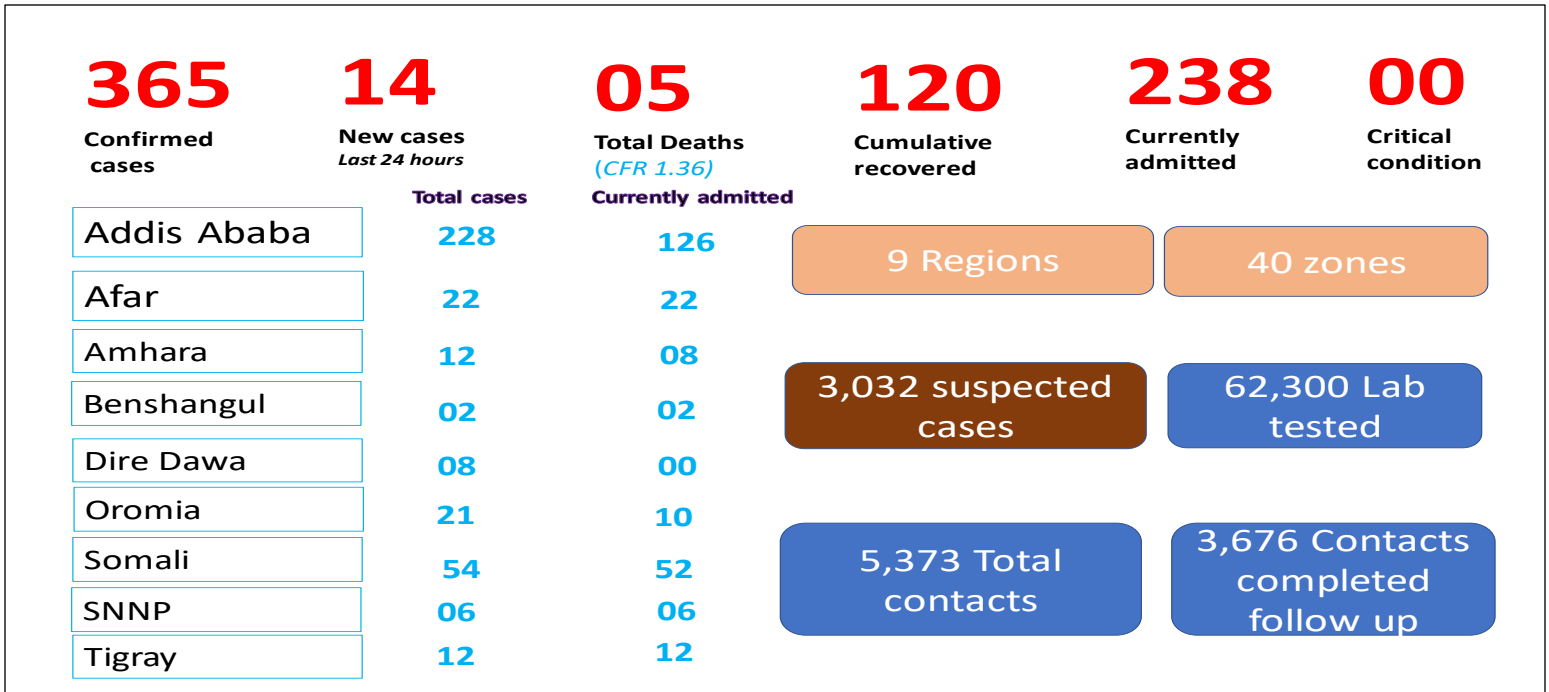 365 14 05 120 238 00
Confirmed cases
New cases
Last 24 hours
Total Deaths
(CFR 1.36)
Cumulative
recovered
Currently
admitted
Critical
condition
Total cases Currently admitted
Addis Ababa 228 126
Afar 22 22
Amhara 12 08
Benshangul 02 02
Dire Dawa 08 00
Oromia 21 10
Somali 54 52
SNNP 06 06
Tigray 12 12
9 Regions
40 zones
3,032 suspected
cases
62,300 Lab
tested
5,373 Total
contacts
3,676 Contacts
completed
follow up